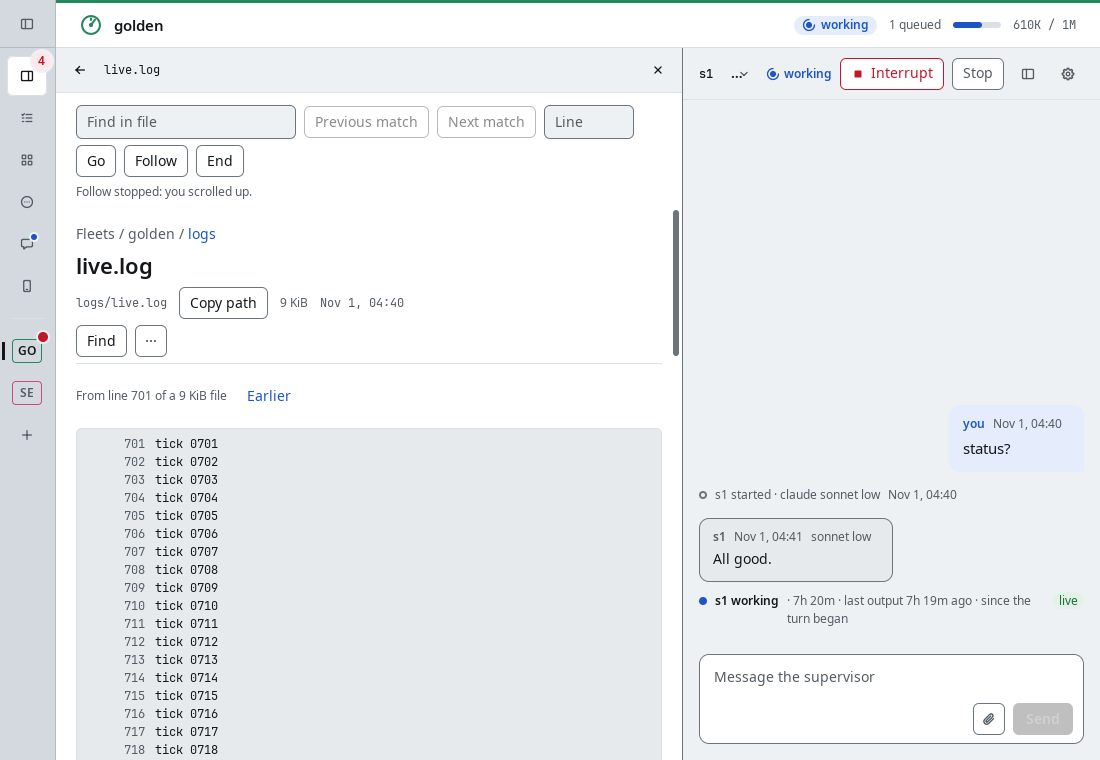 golden
working
1 queued
610K / 1M
4
GO
SE
live.log
Find in file
Previous match
Next match
Line
Go
Follow
End
Follow stopped: you scrolled up.
Fleets / golden / logs
live.log
logs/live.log
Copy path
9 KiB
Nov 1, 04:40
Find
...
From line 701 of a 9 KiB file
Earlier
701 tick 0701
702 tick 0702
703 tick 0703
704 tick 0704
705 tick 0705
706 tick 0706
707 tick 0707
708 tick 0708
709 tick 0709
710 tick 0710
711 tick 0711
712 tick 0712
713 tick 0713
714 tick 0714
715 tick 0715
716 tick 0716
717 tick 0717
718 tick 0718
s1
...
working
Interrupt
Stop
you Nov 1, 04:40
status?
s1 started · claude sonnet low Nov 1, 04:40
s1 Nov 1, 04:41 sonnet low
All good.
s1 working · 7h 20m · last output 7h 19m ago · since the
turn began
live
Message the supervisor
Send